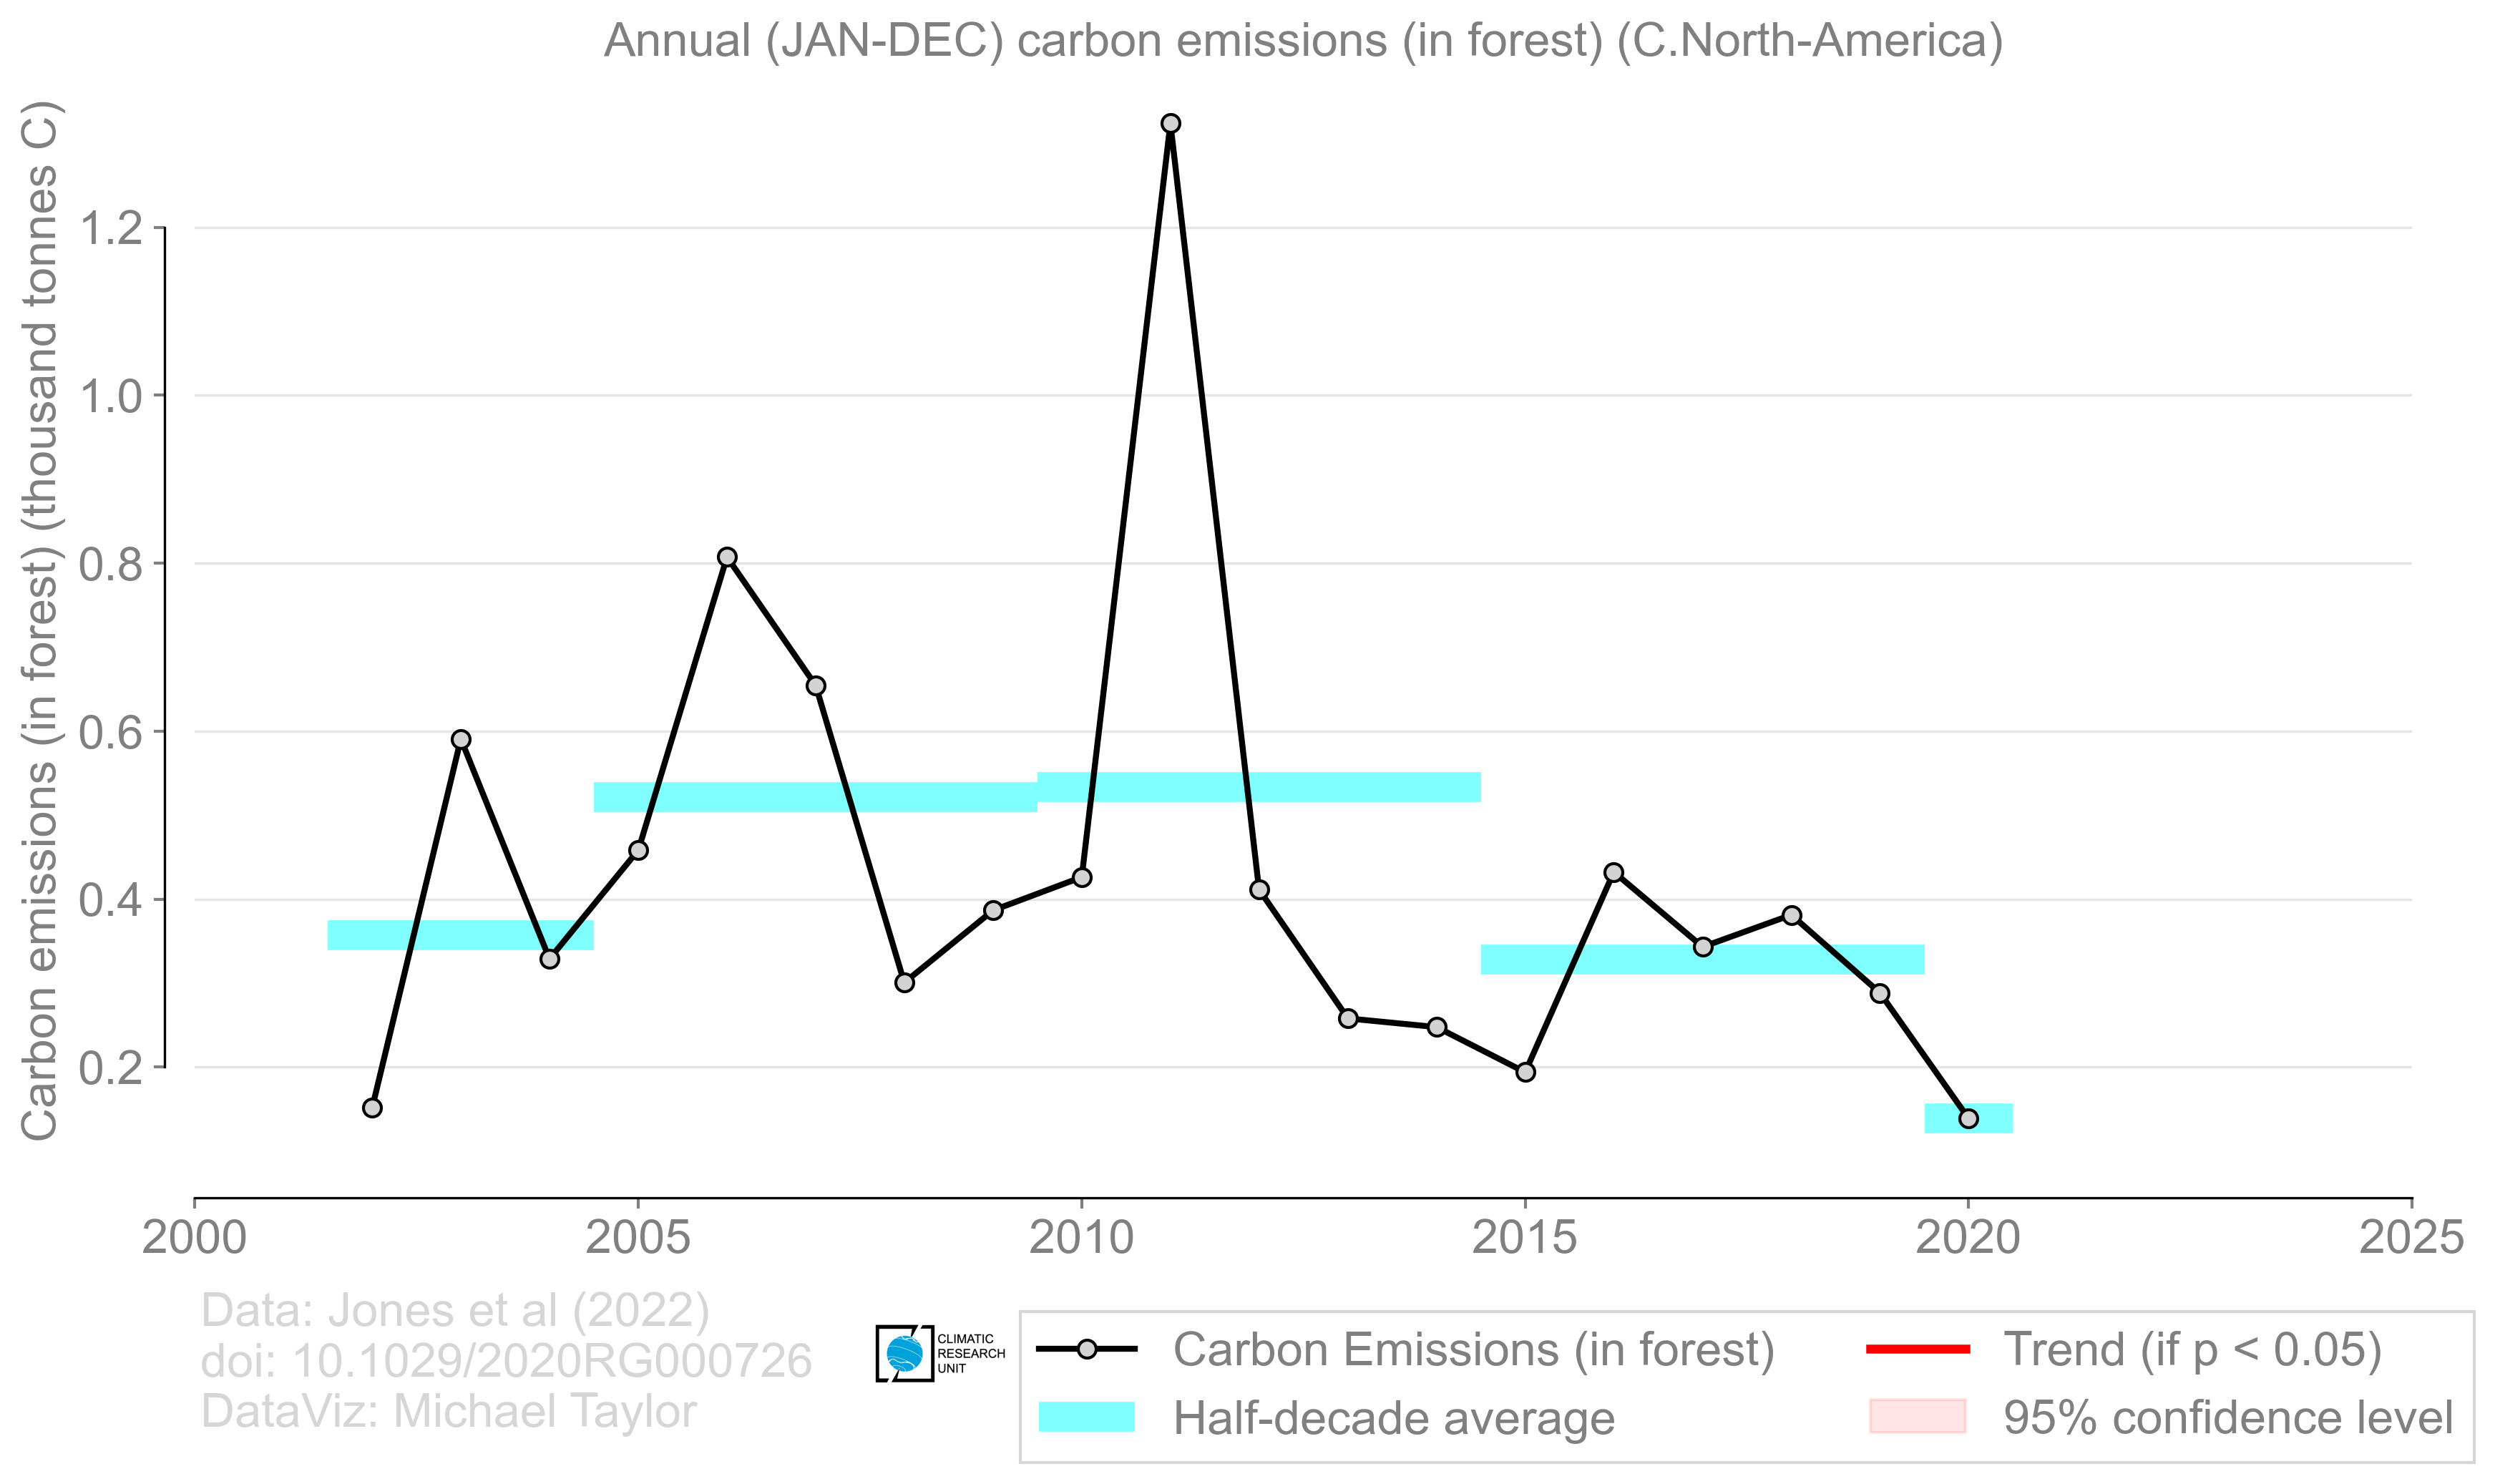 Annual (JAN-DEC) carbon emissions (in forest) (C.North-America)
Carbon emissions (in forest) (thousand tonnes C)
1.2
1.0
0.8
0.6
0.4
0.2
2000 2005 2010 2015 2020 2025
Data: Jones et al (2022)
doi: 10.1029/2020RG000726
DataViz: Michael Taylor
CLIMATIC
RESEARCH
UNIT
Carbon Emissions (in forest)
Half-decade average
Trend (if p < 0.05)
95% confidence level